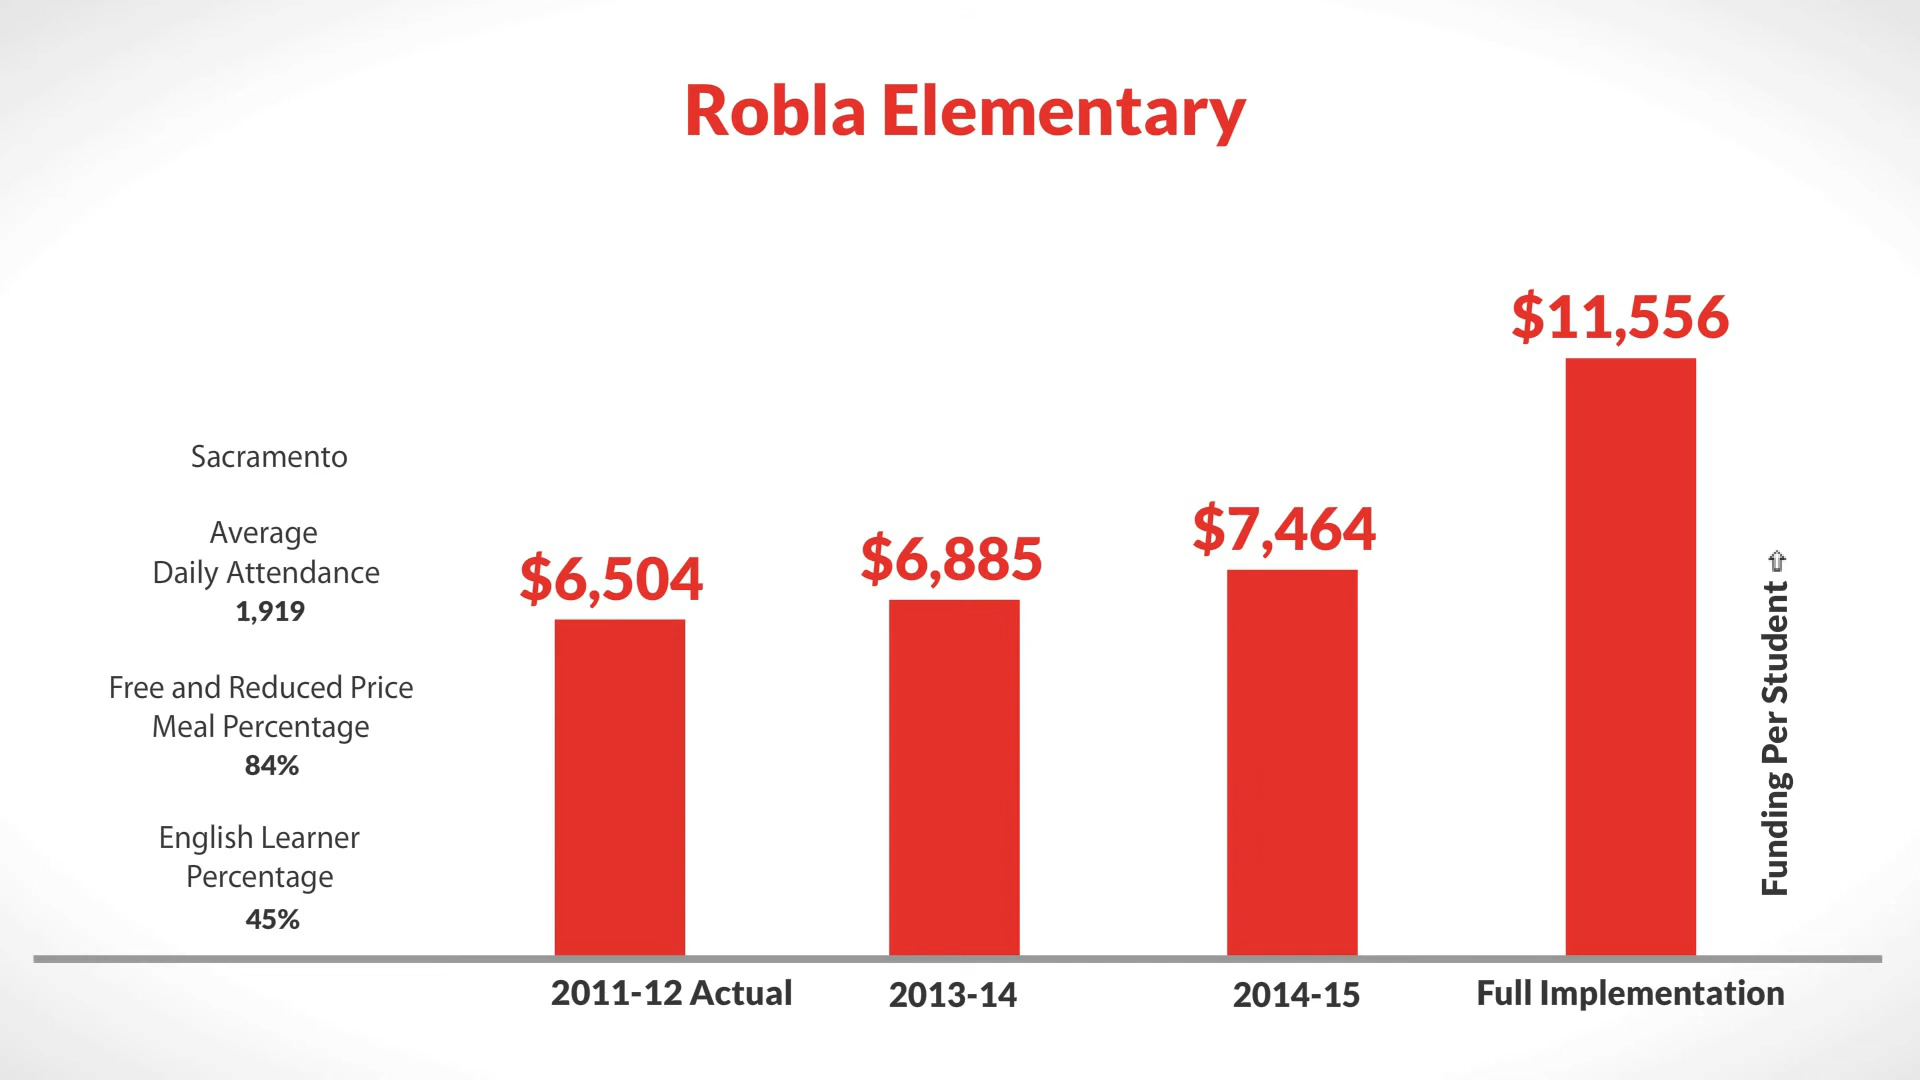 Robla Elementary
Sacramento
Average
Daily Attendance
1,919
Free and Reduced Price
Meal Percentage
84%
English Learner
Percentage
45%
$6,504
$6,885
$7,464
$11,556
Funding Per Student ⇧
2011-12 Actual
2013-14
2014-15
Full Implementation